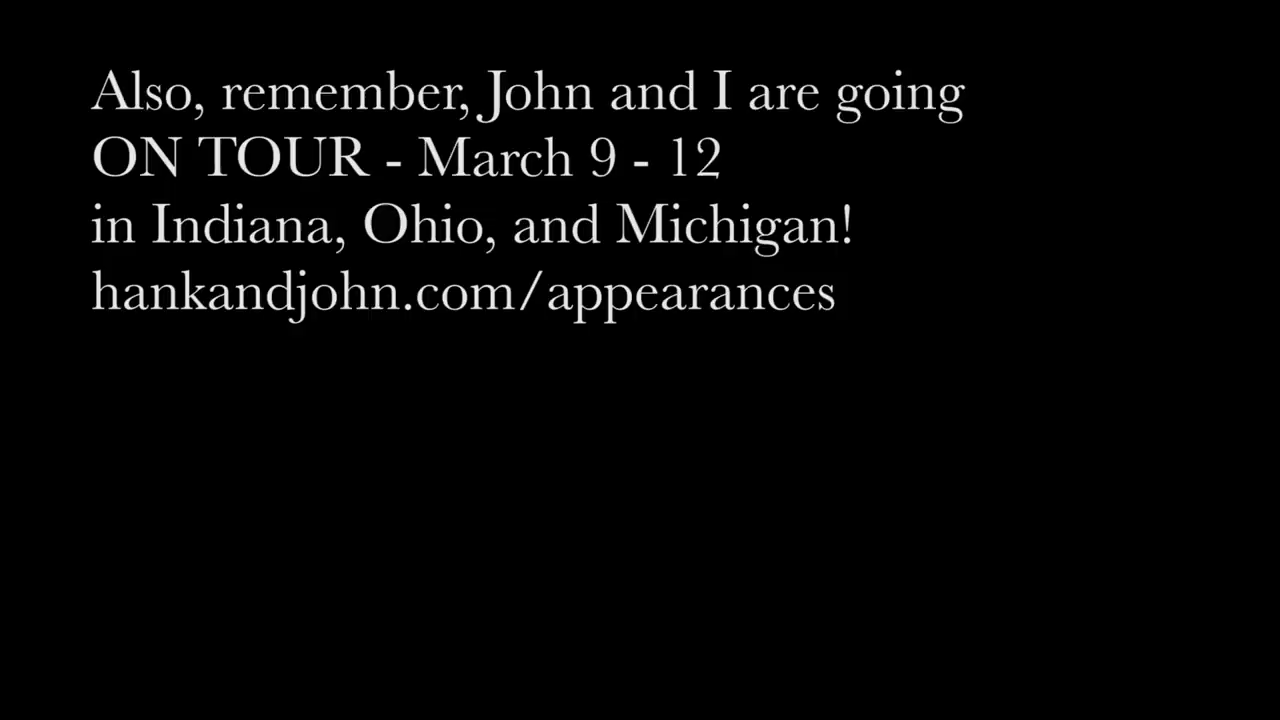 Also, remember, John and I are going
ON TOUR - March 9 - 12
in Indiana, Ohio, and Michigan!
hankandjohn.com/appearances